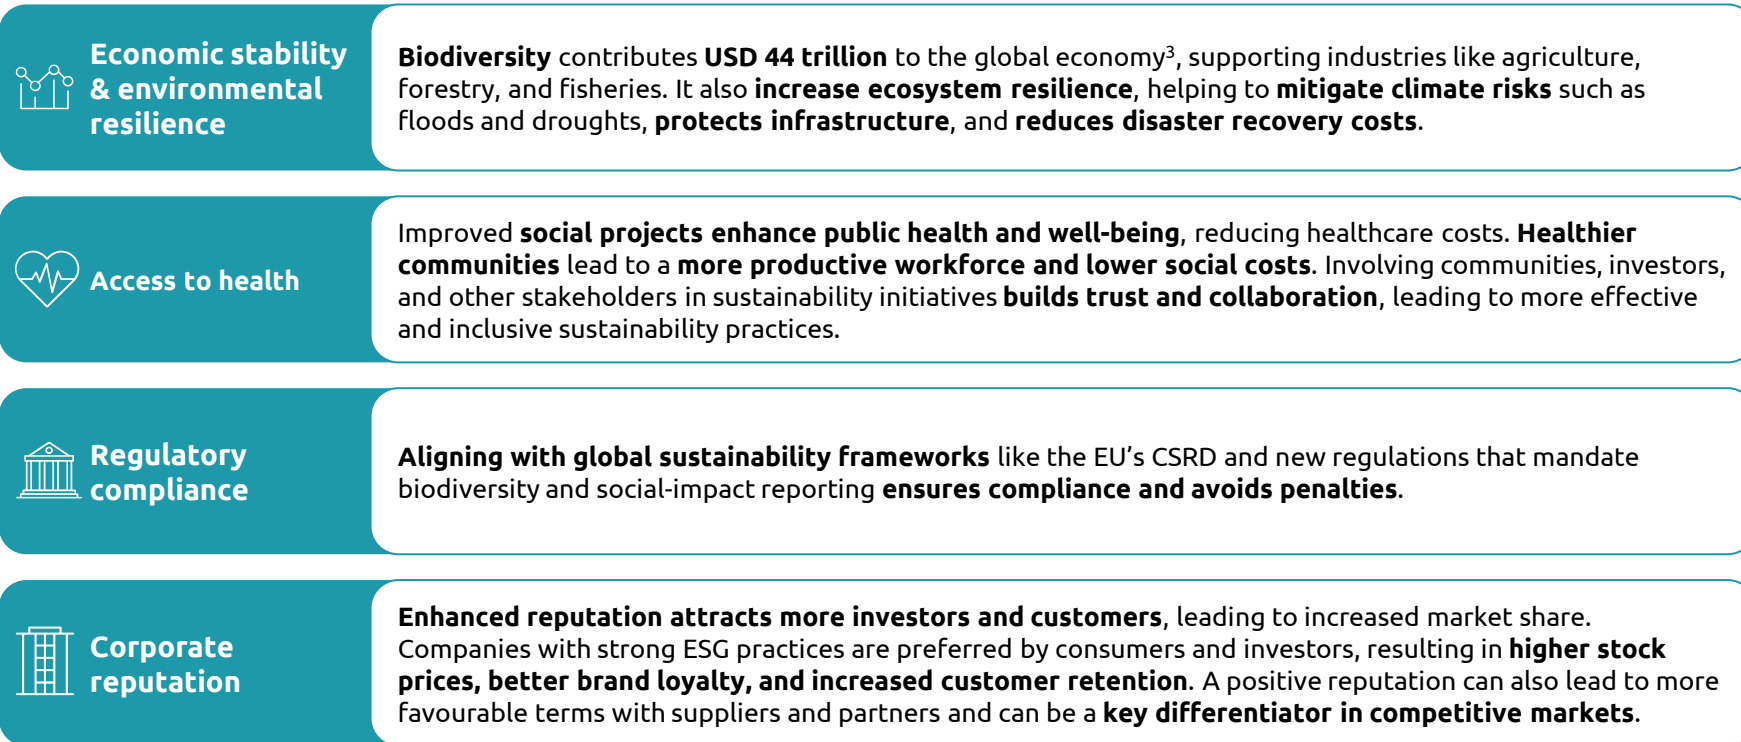 Economic stability
& environmental
resilience
Biodiversity contributes USD 44 trillion to the global economy³, supporting industries like agriculture,
forestry, and fisheries. It also increase ecosystem resilience, helping to mitigate climate risks such as
floods and droughts, protects infrastructure, and reduces disaster recovery costs.
Access to health
Improved social projects enhance public health and well-being, reducing healthcare costs. Healthier
communities lead to a more productive workforce and lower social costs. Involving communities, investors,
and other stakeholders in sustainability initiatives builds trust and collaboration, leading to more effective
and inclusive sustainability practices.
Regulatory
compliance
Aligning with global sustainability frameworks like the EU’s CSRD and new regulations that mandate
biodiversity and social-impact reporting ensures compliance and avoids penalties.
Corporate
reputation
Enhanced reputation attracts more investors and customers, leading to increased market share.
Companies with strong ESG practices are preferred by consumers and investors, resulting in higher stock
prices, better brand loyalty, and increased customer retention. A positive reputation can also lead to more
favourable terms with suppliers and partners and can be a key differentiator in competitive markets.